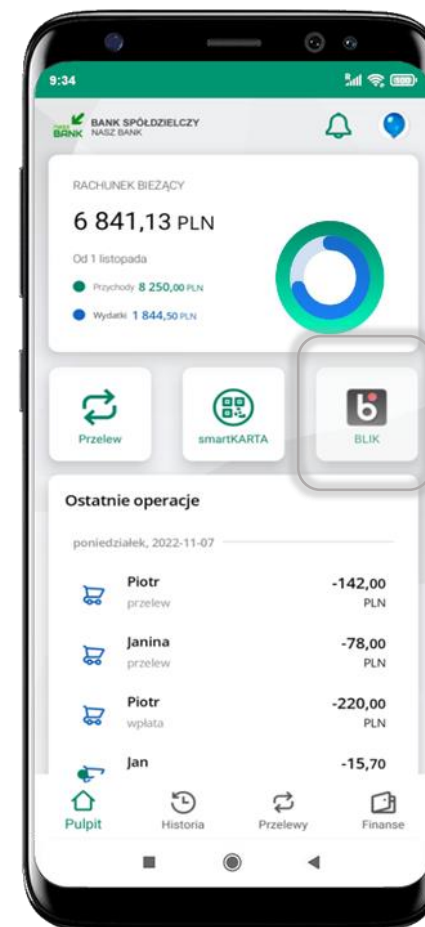 9:34
nasz BANK
BANK SPÓŁDZIELCZY
NASZ BANK
RACHUNEK BIEŻĄCY
6 841,13 PLN
Od 1 listopada
Przychody 8 250,00 PLN
Wydatki 1 844,50 PLN
Przelew
smartKARTA
BLIK
Ostatnie operacje
poniedziałek, 2022-11-07
Piotr -142,00
przelew PLN
Janina -78,00
przelew PLN
Piotr -220,00
wpłata PLN
Jan -15,70
Pulpit Historia Przelewy Finanse